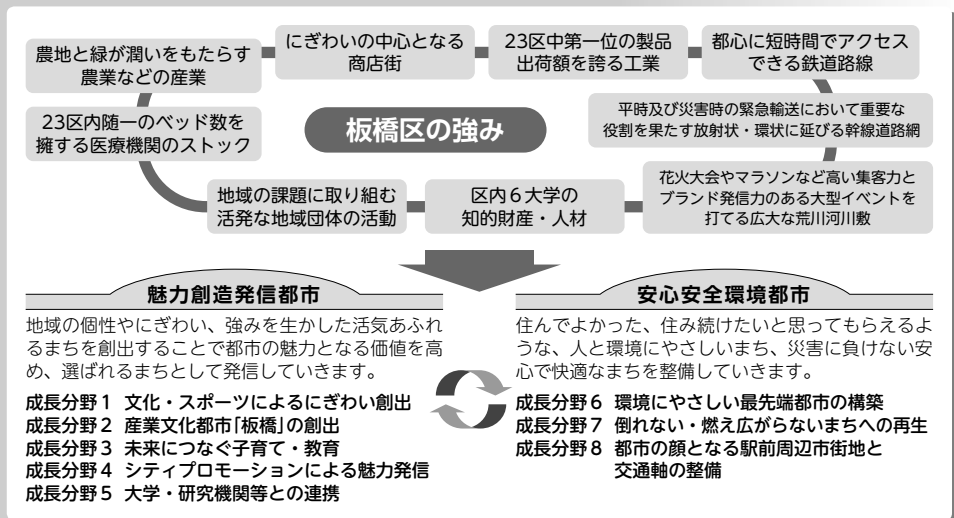 農地と緑が潤いをもたらす
農業などの産業
にぎわいの中心となる
商店街
23区中第一位の製品
出荷額を誇る工業
都心に短時間でアクセス
できる鉄道路線
23区内随一のベッド数を
擁する医療機関のストック
板橋区の強み
平時及び災害時の緊急輸送において重要な
役割を果たす放射状・環状に延びる幹線道路網
地域の課題に取り組む
活発な地域団体の活動
区内6大学の
知的財産・人材
花火大会やマラソンなど高い集客力と
ブランド発信力のある大型イベントを
打てる広大な荒川河川敷
魅力創造発信都市
地域の個性やにぎわい、強みを生かした活気あふれ
るまちを創出することで都市の魅力となる価値を高
め、選ばれるまちとして発信していきます。
成長分野1 文化・スポーツによるにぎわい創出
成長分野2 産業文化都市「板橋」の創出
成長分野3 未来につなぐ子育て・教育
成長分野4 シティプロモーションによる魅力発信
成長分野5 大学・研究機関等との連携
安心安全環境都市
住んでよかった、住み続けたいと思ってもらえるよ
うな、人と環境にやさしいまち、災害に負けない安
心で快適なまちを整備していきます。
成長分野6 環境にやさしい最先端都市の構築
成長分野7 倒れない・燃え広がらないまちへの再生
成長分野8 都市の顔となる駅前周辺市街地と
交通軸の整備